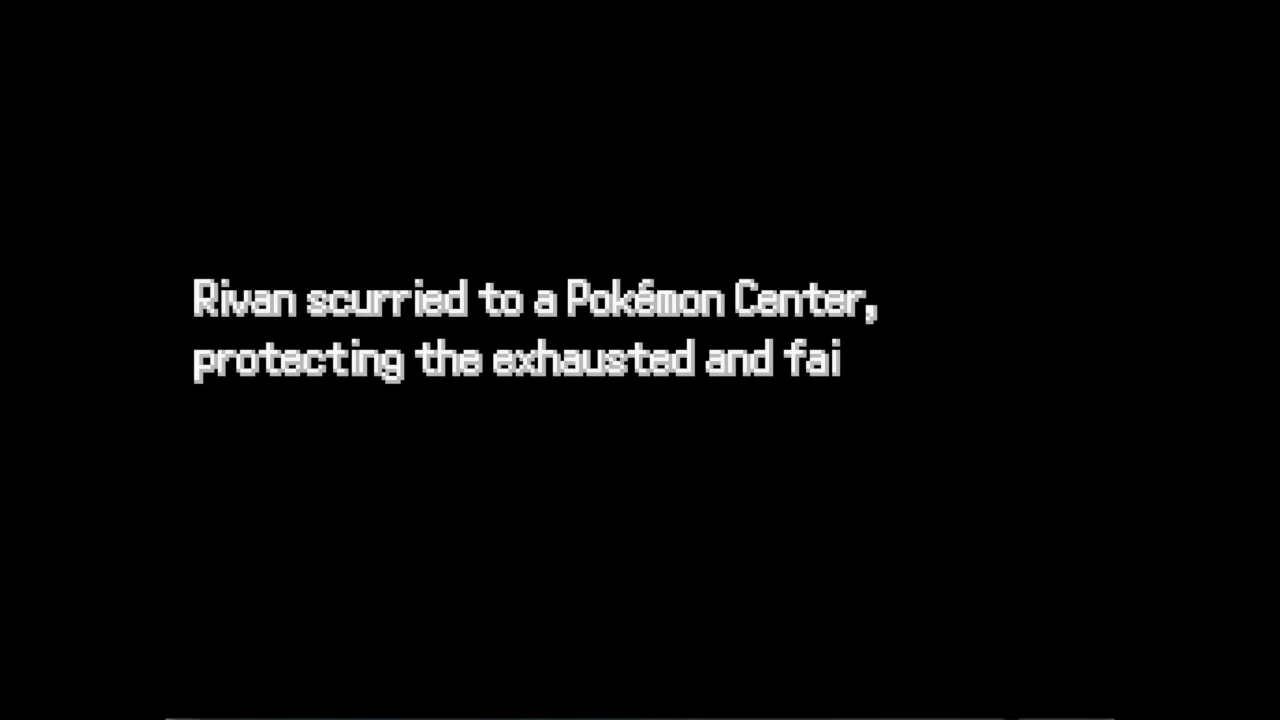 Rivan scurried to a Pokémon Center,
protecting the exhausted and fai